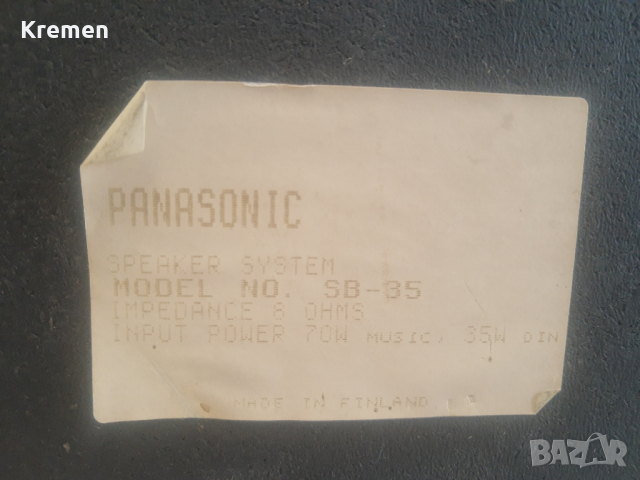 Kremen
PANASONIC
SPEAKER SYSTEM
MODEL NO. SB-35
IMPEDANCE 8 OHMS
INPUT POWER 70W MUSIC, 35W DIN
MADE IN FINLAND
BAZAR